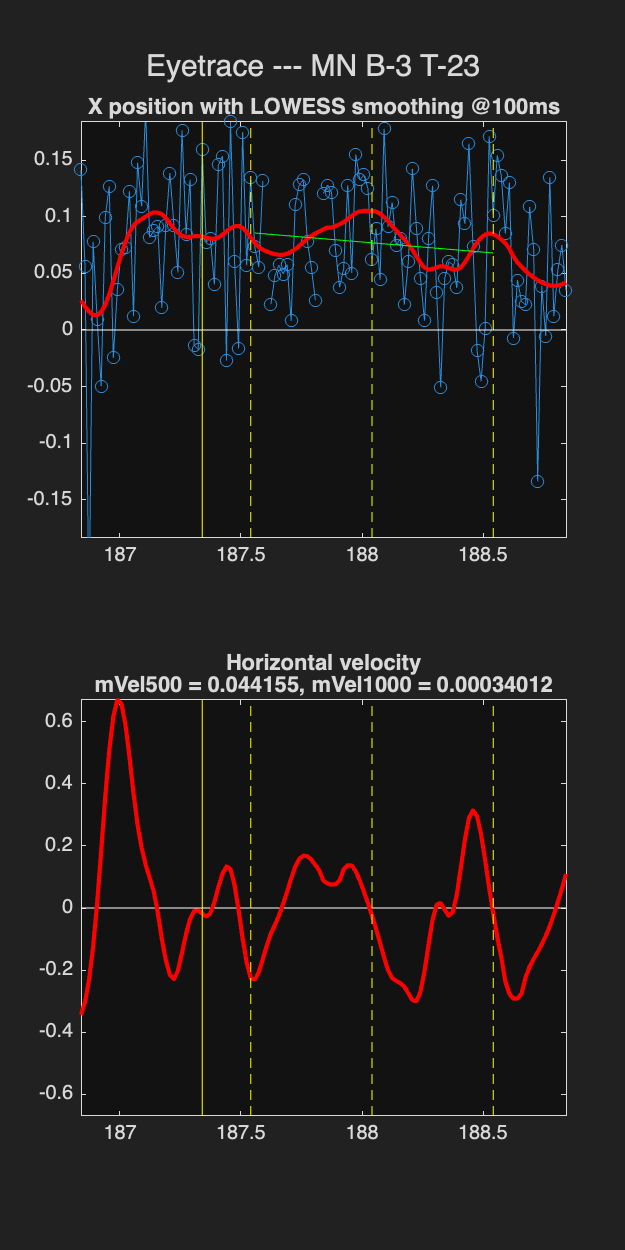 Eyetrace --- MN B-3 T-23
X position with LOWESS smoothing @100ms
0.15
0.1
0.05
0
-0.05
-0.1
-0.15
187 187.5 188 188.5
Horizontal velocity
mVel500 = 0.044155, mVel1000 = 0.00034012
0.6
0.4
0.2
0
-0.2
-0.4
-0.6
187 187.5 188 188.5